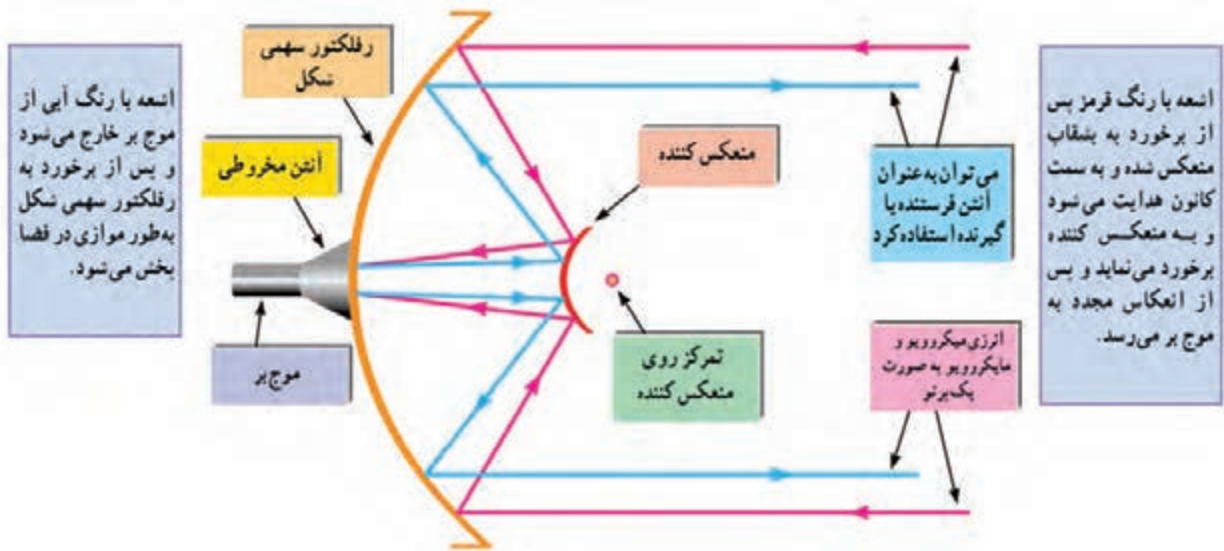 اشعه با رنگ قرمز پس
از برخورد به بشقاب
منعکس شده و به سمت
کانون هدایت می‌شود
و به منعکس کننده
برخورد می‌نماید و پس
از انعکاس مجدد به
موج بر می‌رسد.
می‌توان به عنوان
آنتن فرستنده یا
گیرنده استفاده کرد
انرژی میکروویو و
مایکروویو به صورت
یک پرتو
منعکس کننده
تمرکز روی
منعکس کننده
رفلکتور سهمی
شکل
آنتن مخروطی
موج‌بر
اشعه با رنگ آبی از
موج بر خارج می‌شود
و پس از برخورد به
رفلکتور سهمی شکل
به‌طور موازی در فضا
پخش می‌شود.